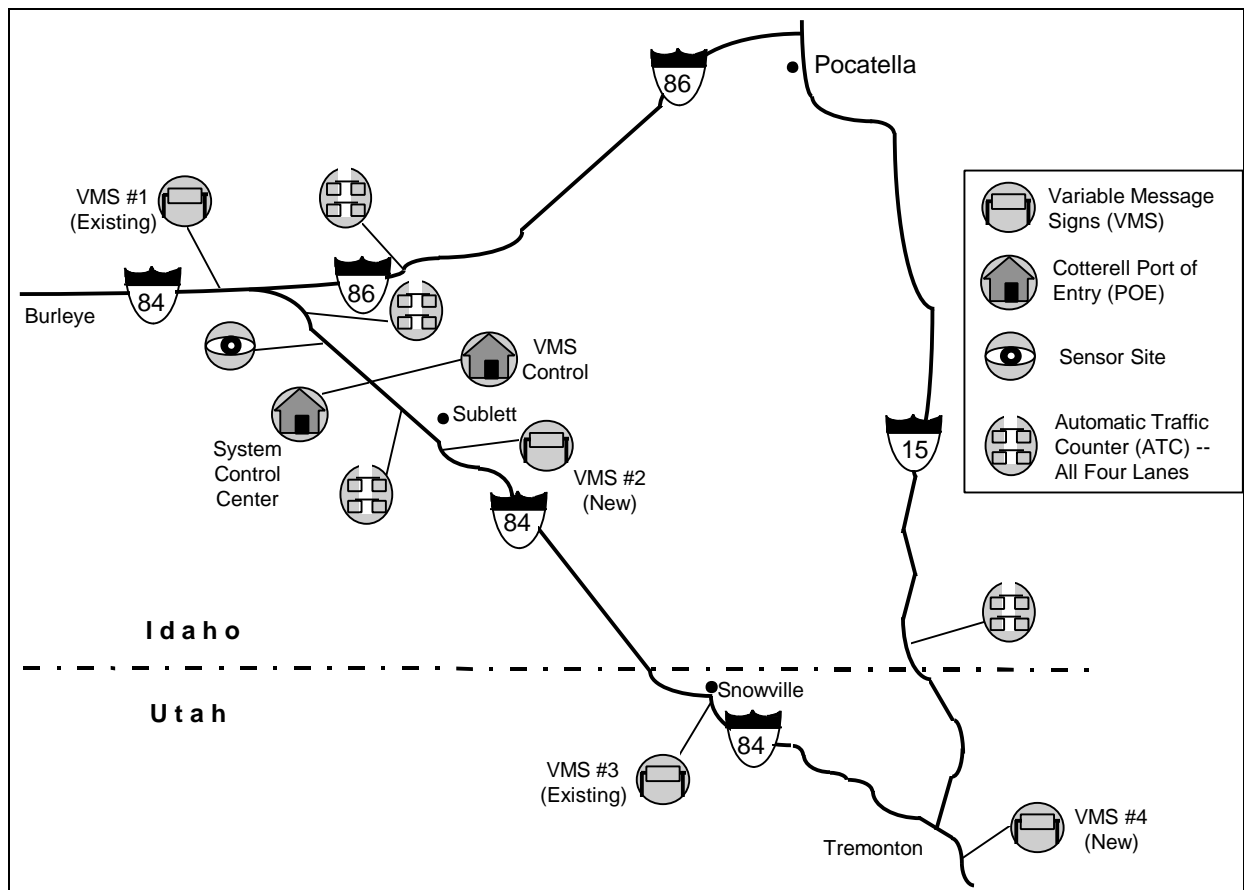 86
Pocatella
VMS #1
(Existing)
84
86
Burleye
VMS
Control
Sublett
System
Control
Center
VMS #2
(New)
84
15
Variable Message
Signs (VMS)
Cotterell Port of
Entry (POE)
Sensor Site
Automatic Traffic
Counter (ATC) --
All Four Lanes
Idaho
Utah
Snowville
84
VMS #3
(Existing)
Tremonton
VMS #4
(New)